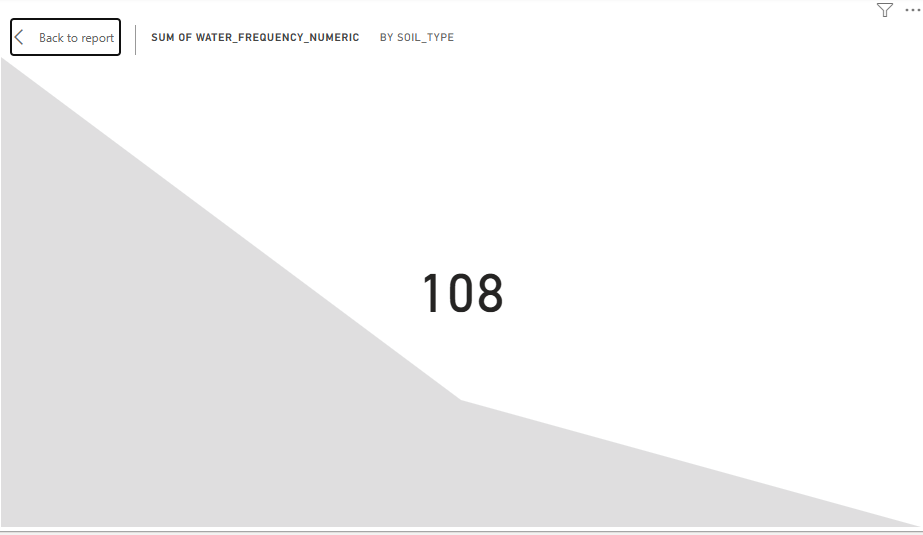 Back to report
SUM OF WATER_FREQUENCY_NUMERIC BY SOIL_TYPE
108